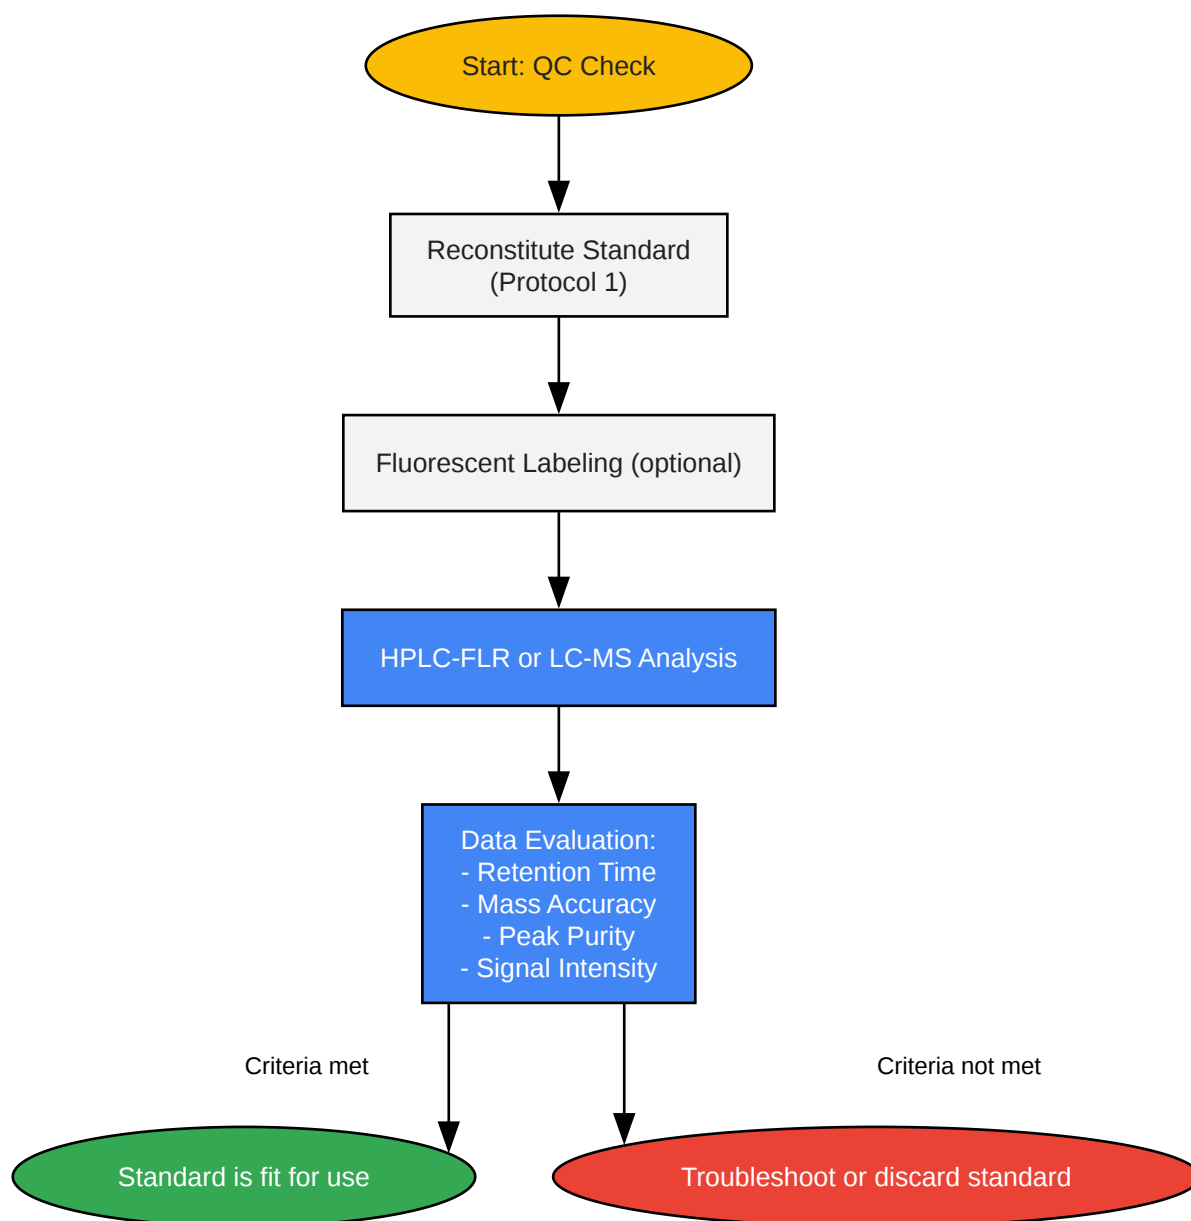 Start: QC Check
Reconstitute Standard
(Protocol 1)
Fluorescent Labeling (optional)
HPLC-FLR or LC-MS Analysis
Data Evaluation:
- Retention Time
- Mass Accuracy
- Peak Purity
- Signal Intensity
Criteria met
Criteria not met
Standard is fit for use
Troubleshoot or discard standard